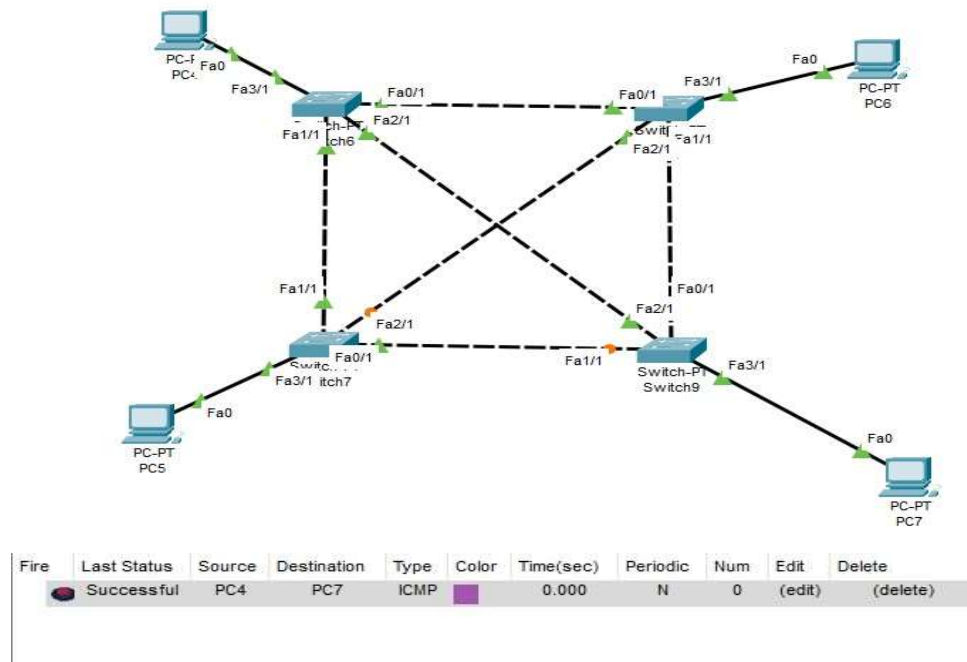 Fa0
PC4
Fa3/1
Fa0/1
Fa2/1
Fa1/1
Fa0/1
Fa3/1
Fa0
PC-PT
PC6
Fa2/1
Fa1/1
Fa1/1
Fa2/1
Fa0/1
Fa3/1
Fa0
PC-PT
PC5
Fa0/1
Fa2/1
Fa1/1
Switch-PT
Switch9
Fa3/1
Fa0
PC-PT
PC7
Fire Last Status Source Destination Type Color Time(sec) Periodic Num Edit Delete
Successful PC4 PC7 ICMP 0.000 N 0 (edit) (delete)